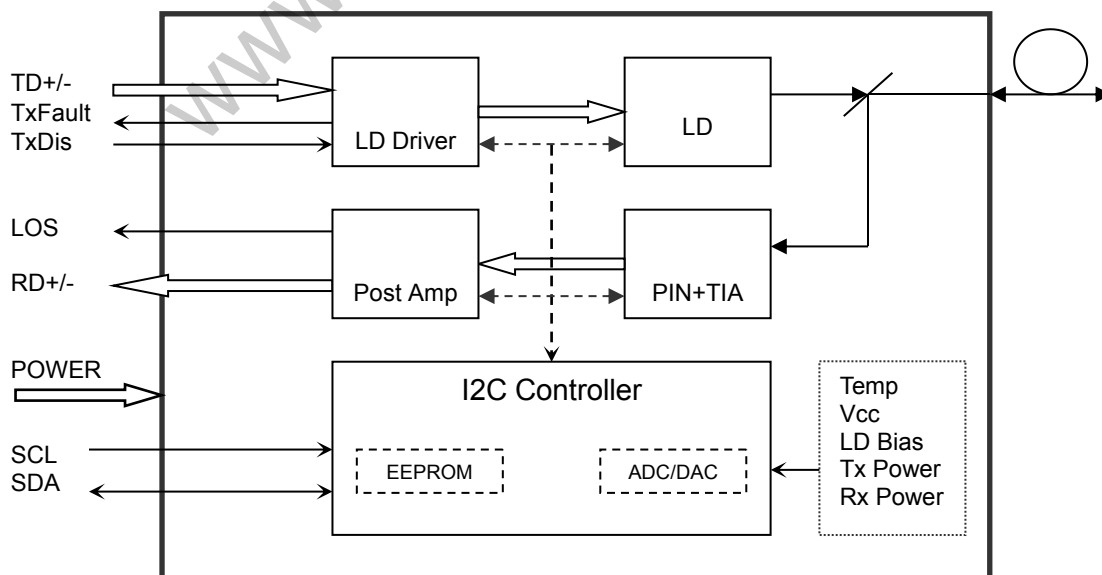 www
TD+/-
TxFault
TxDis
LD Driver
LD
LOS
RD+/-
Post Amp
PIN+TIA
POWER
I2C Controller
SCL
SDA
EEPROM
ADC/DAC
Temp
Vcc
LD Bias
Tx Power
Rx Power